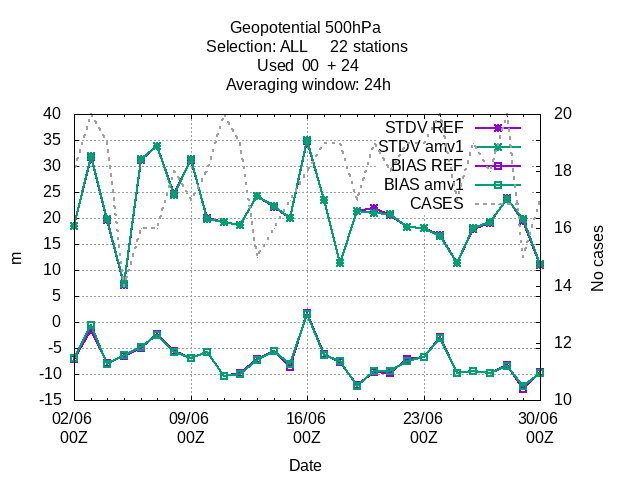 Geopotential 500hPa
Selection: ALL 22 stations
Used 00 + 24
Averaging window: 24h
STDV REF
STDV amv1
BIAS REF
BIAS amv1
CASES
40
35
30
25
20
15
10
5
0
-5
-10
-15
m
20
18
16
14
12
10
No cases
02/06 09/06 16/06 23/06 30/06
00Z 00Z 00Z 00Z 00Z
Date